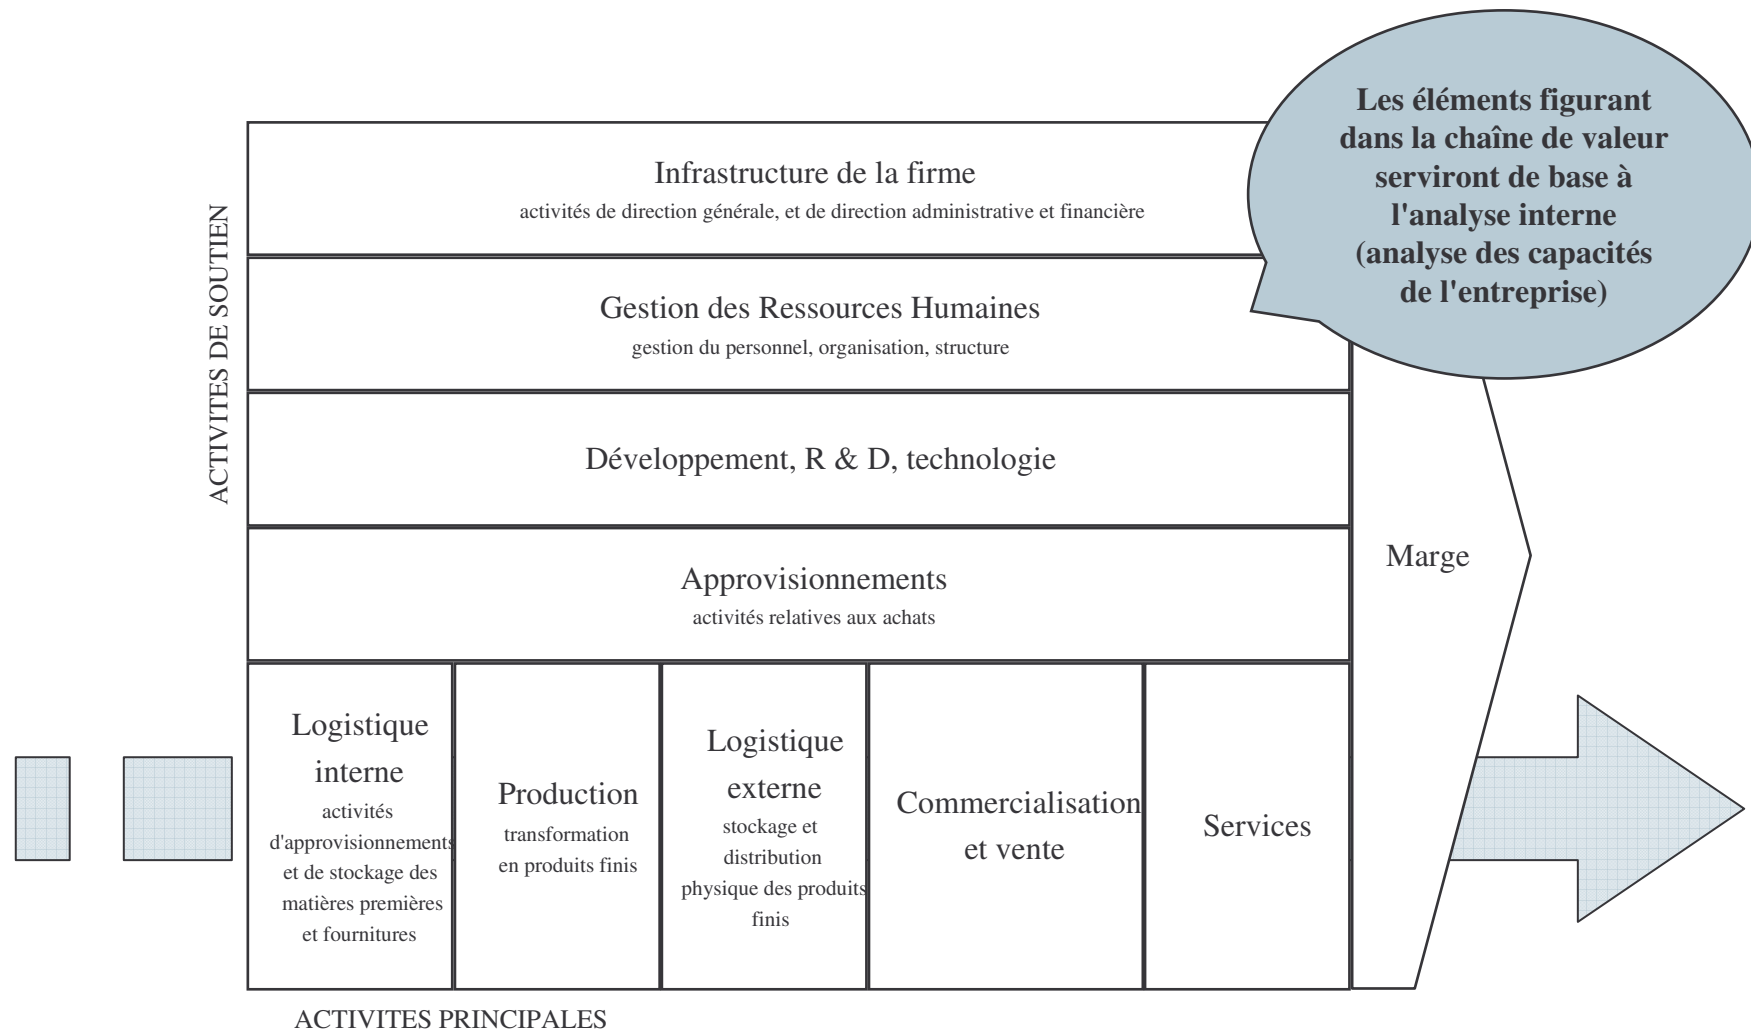 Les éléments figurant
dans la chaîne de valeur
serviront de base à
l'analyse interne
(analyse des capacités
de l'entreprise)
ACTIVITES DE SOUTIEN
Infrastructure de la firme
activités de direction générale, et de direction administrative et financière
Gestion des Ressources Humaines
gestion du personnel, organisation, structure
Développement, R & D, technologie
Approvisionnements
activités relatives aux achats
Marge
Logistique
interne
activités
d'approvisionnements
et de stockage des
matières premières
et fournitures
Production
transformation
en produits finis
Logistique
externe
stockage et
distribution
physique des produits
finis
Commercialisation
et vente
Services
ACTIVITES PRINCIPALES